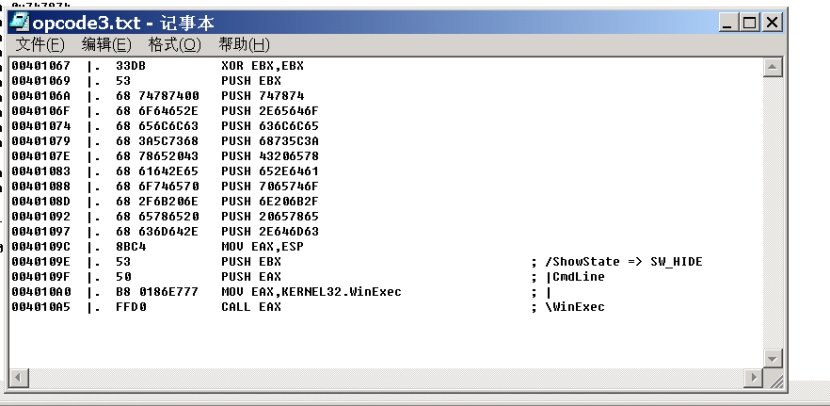 0x747874
opcode3.txt - 记事本
文件(F) 编辑(E) 格式(O) 帮助(H)
00401067 |. 33DB XOR EBX,EBX
00401069 |. 53 PUSH EBX
0040106A |. 68 74787400 PUSH 747874
0040106F |. 68 6F64652E PUSH 2E65646F
00401074 |. 68 656C6C63 PUSH 636C6C65
00401079 |. 68 3A5C7368 PUSH 68735C3A
0040107E |. 68 78652043 PUSH 43206578
00401083 |. 68 61642E65 PUSH 652E6461
00401088 |. 68 6F746570 PUSH 7065746F
0040108D |. 68 2F6B206E PUSH 6E206B2F
00401092 |. 68 65786520 PUSH 20657865
00401097 |. 68 636D642E PUSH 2E646D63
0040109C |. 8BC4 MOV EAX,ESP
0040109E |. 53 PUSH EBX ; /ShowState => SW_HIDE
0040109F |. 50 PUSH EAX ; |CmdLine
004010A0 |. B8 0186E777 MOV EAX,KERNEL32.WinExec ; |
004010A5 |. FFD0 CALL EAX ; \WinExec